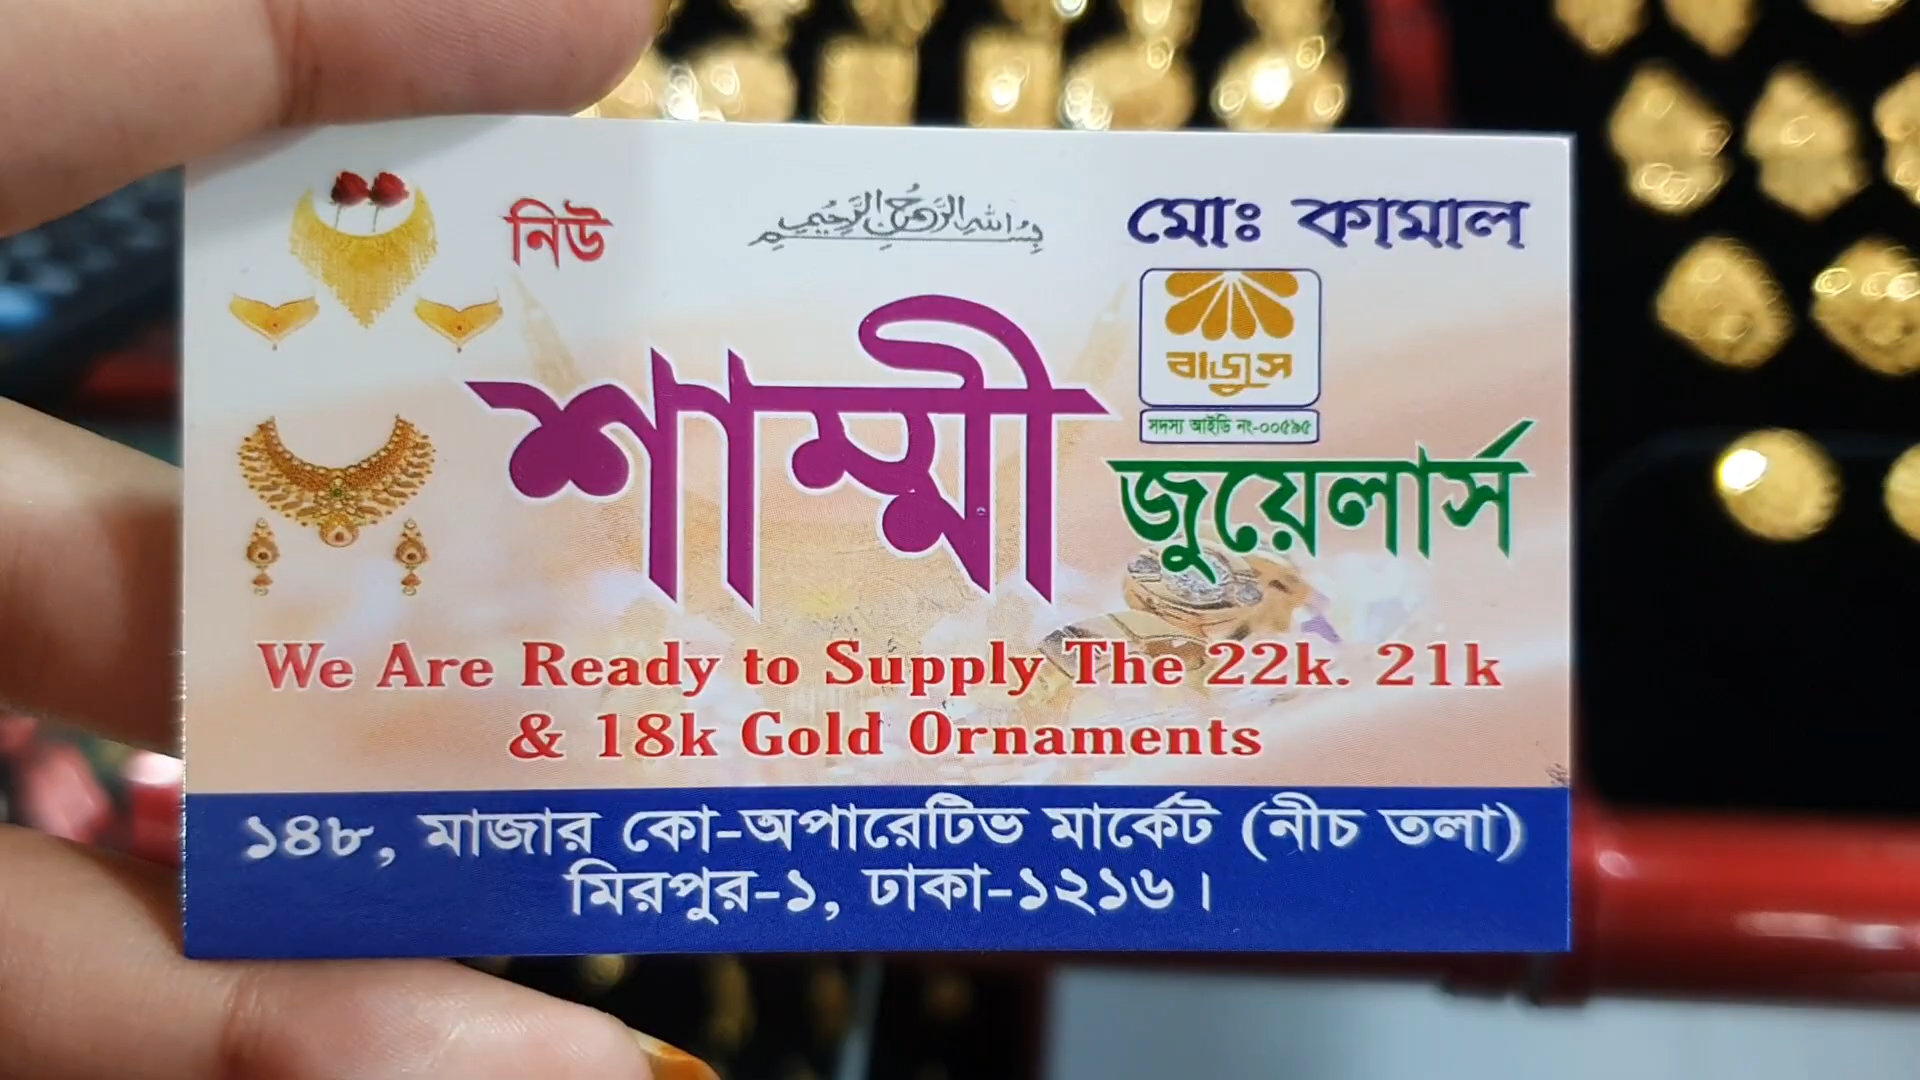 নিউ
بسم الله الرحمن الرحيم
মোঃ কামাল
বাজুস
সদস্য আইডি নং-০০৫৯৫
শাম্মী
জুয়েলার্স
We Are Ready to Supply The 22k. 21k
& 18k Gold Ornaments
১৪৮, মাজার কো-অপারেটিভ মার্কেট (নীচ তলা)
মিরপুর-১, ঢাকা-১২১৬।